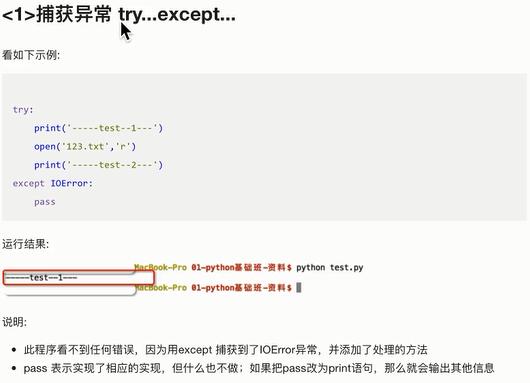 <1>捕获异常 try...except...
看如下示例:
try:
print('-----test--1---')
open('123.txt','r')
print('-----test--2---')
except IOError:
pass
运行结果:
MacBook-Pro 01-python基础班-资料$ python test.py
-----test--1---
MacBook-Pro 01-python基础班-资料$
说明:
• 此程序看不到任何错误，因为用except 捕获到了IOError异常，并添加了处理的方法
• pass 表示实现了相应的实现，但什么也不做；如果把pass改为print语句，那么就会输出其他信息